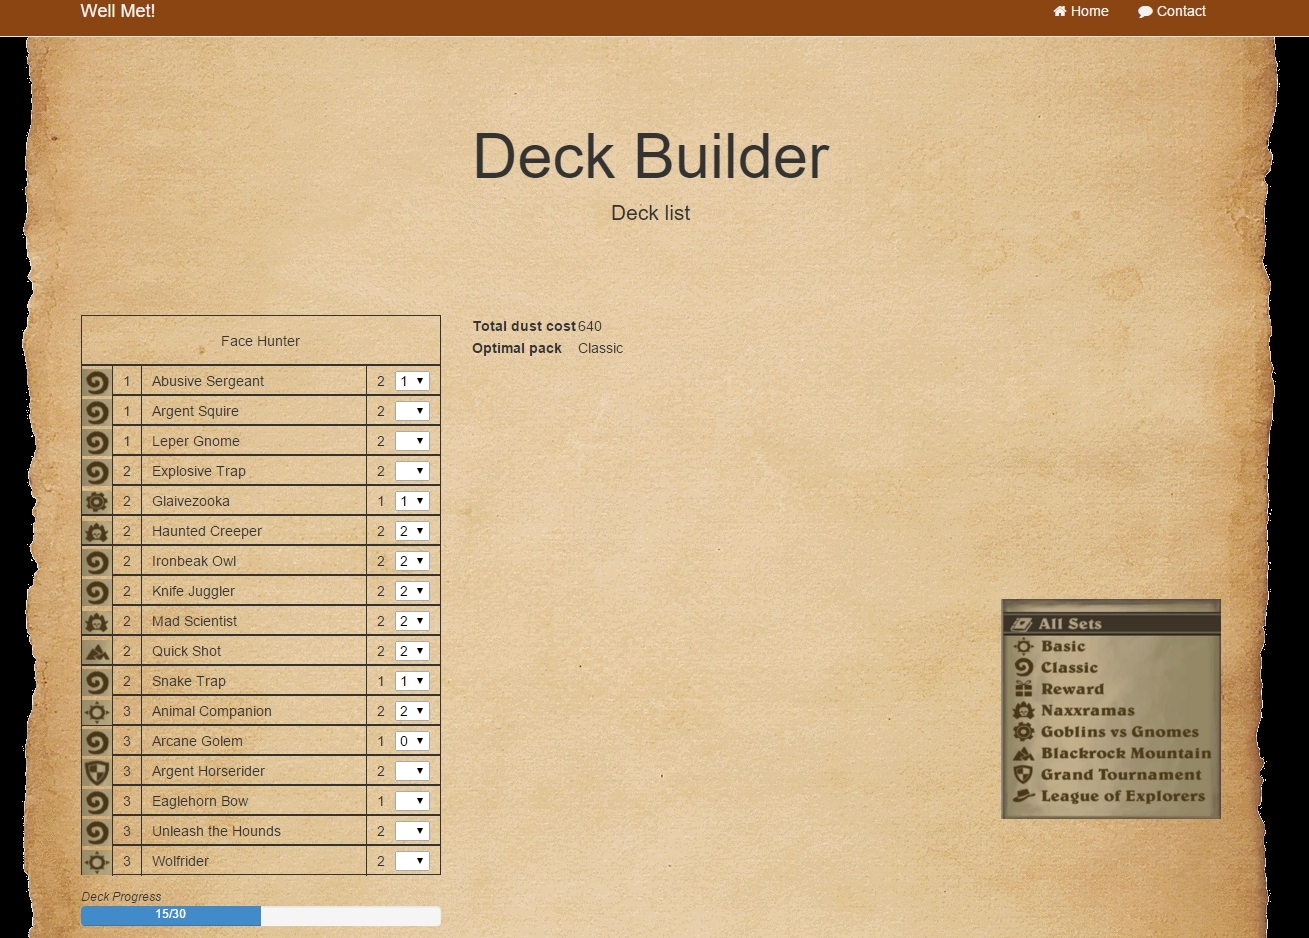 Well Met!
Home
Contact
Deck Builder
Deck list
Face Hunter
1 Abusive Sergeant 2 1
1 Argent Squire 2
1 Leper Gnome 2
2 Explosive Trap 2
2 Glaivezooka 1 1
2 Haunted Creeper 2 2
2 Ironbeak Owl 2 2
2 Knife Juggler 2 2
2 Mad Scientist 2 2
2 Quick Shot 2 2
2 Snake Trap 1 1
3 Animal Companion 2 2
3 Arcane Golem 1 0
3 Argent Horserider 2
3 Eaglehorn Bow 1
3 Unleash the Hounds 2
3 Wolfrider 2
Deck Progress
15/30
Total dust cost 640
Optimal pack Classic
All Sets
Basic
Classic
Reward
Naxxramas
Goblins vs Gnomes
Blackrock Mountain
Grand Tournament
League of Explorers